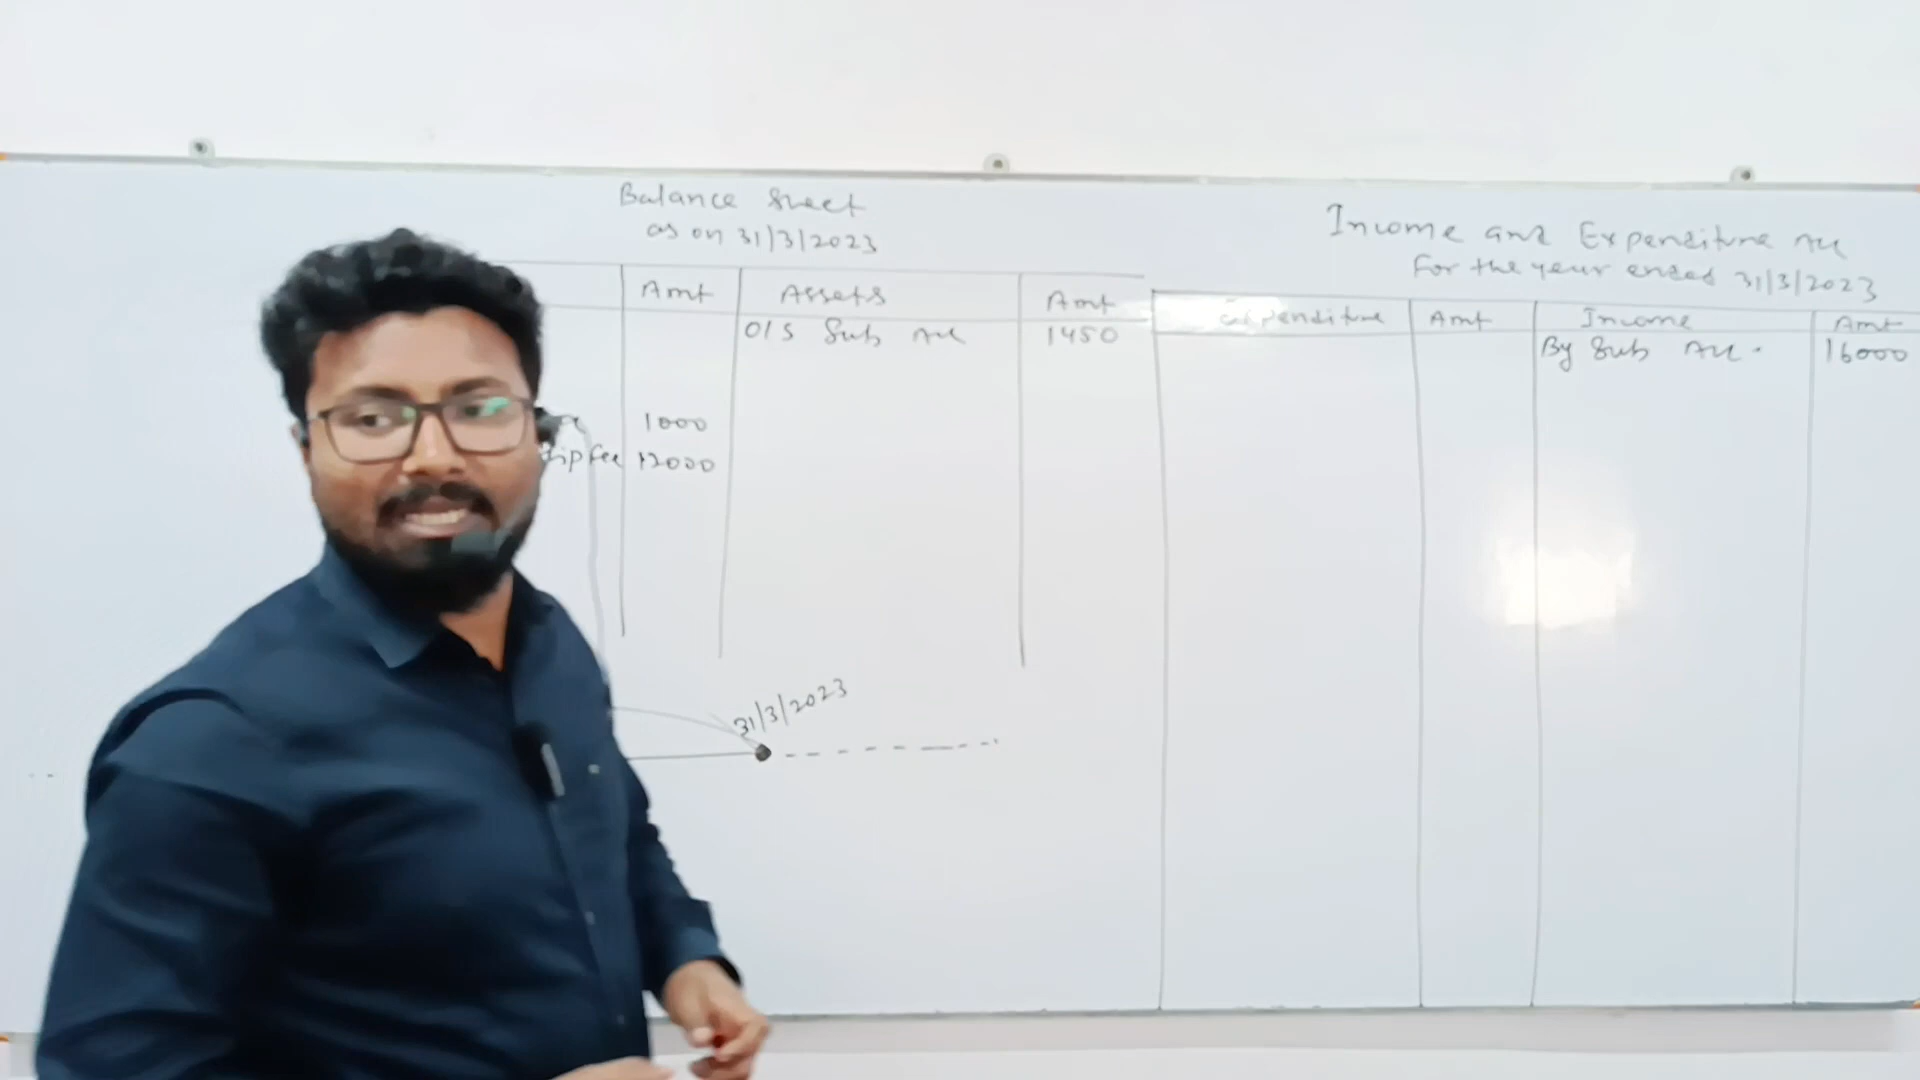 Balance Sheet
as on 31/3/2023
Amt Assets Amt
O/S Sub A/c 1450
1000
ip fee 12000
31/3/2023
Income and Expenditure A/c
For the year ended 31/3/2023
Expenditure Amt Income Amt
By Sub A/c. 16000